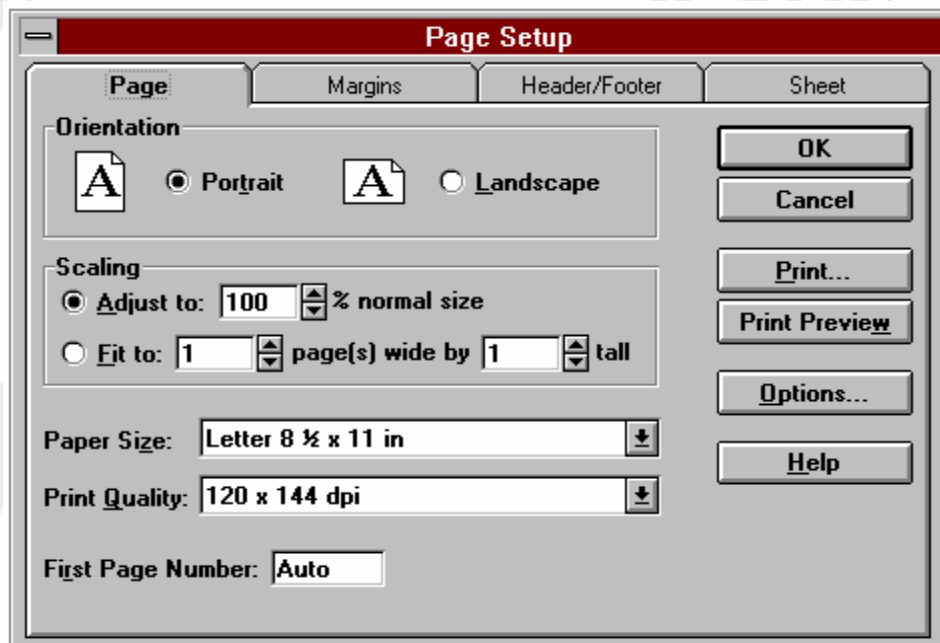 Page Setup
Page Margins Header/Footer Sheet
Orientation
A Portrait A Landscape
OK
Cancel
Scaling
Adjust to: 100 % normal size
Fit to: 1 page(s) wide by 1 tall
Print...
Print Preview
Options...
Help
Paper Size: Letter 8 ½ x 11 in
Print Quality: 120 x 144 dpi
First Page Number: Auto